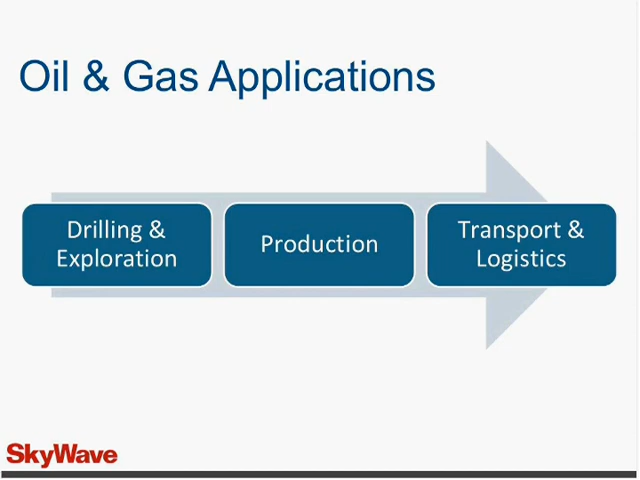 Oil & Gas Applications
Drilling &
Exploration
Production
Transport &
Logistics
SkyWave